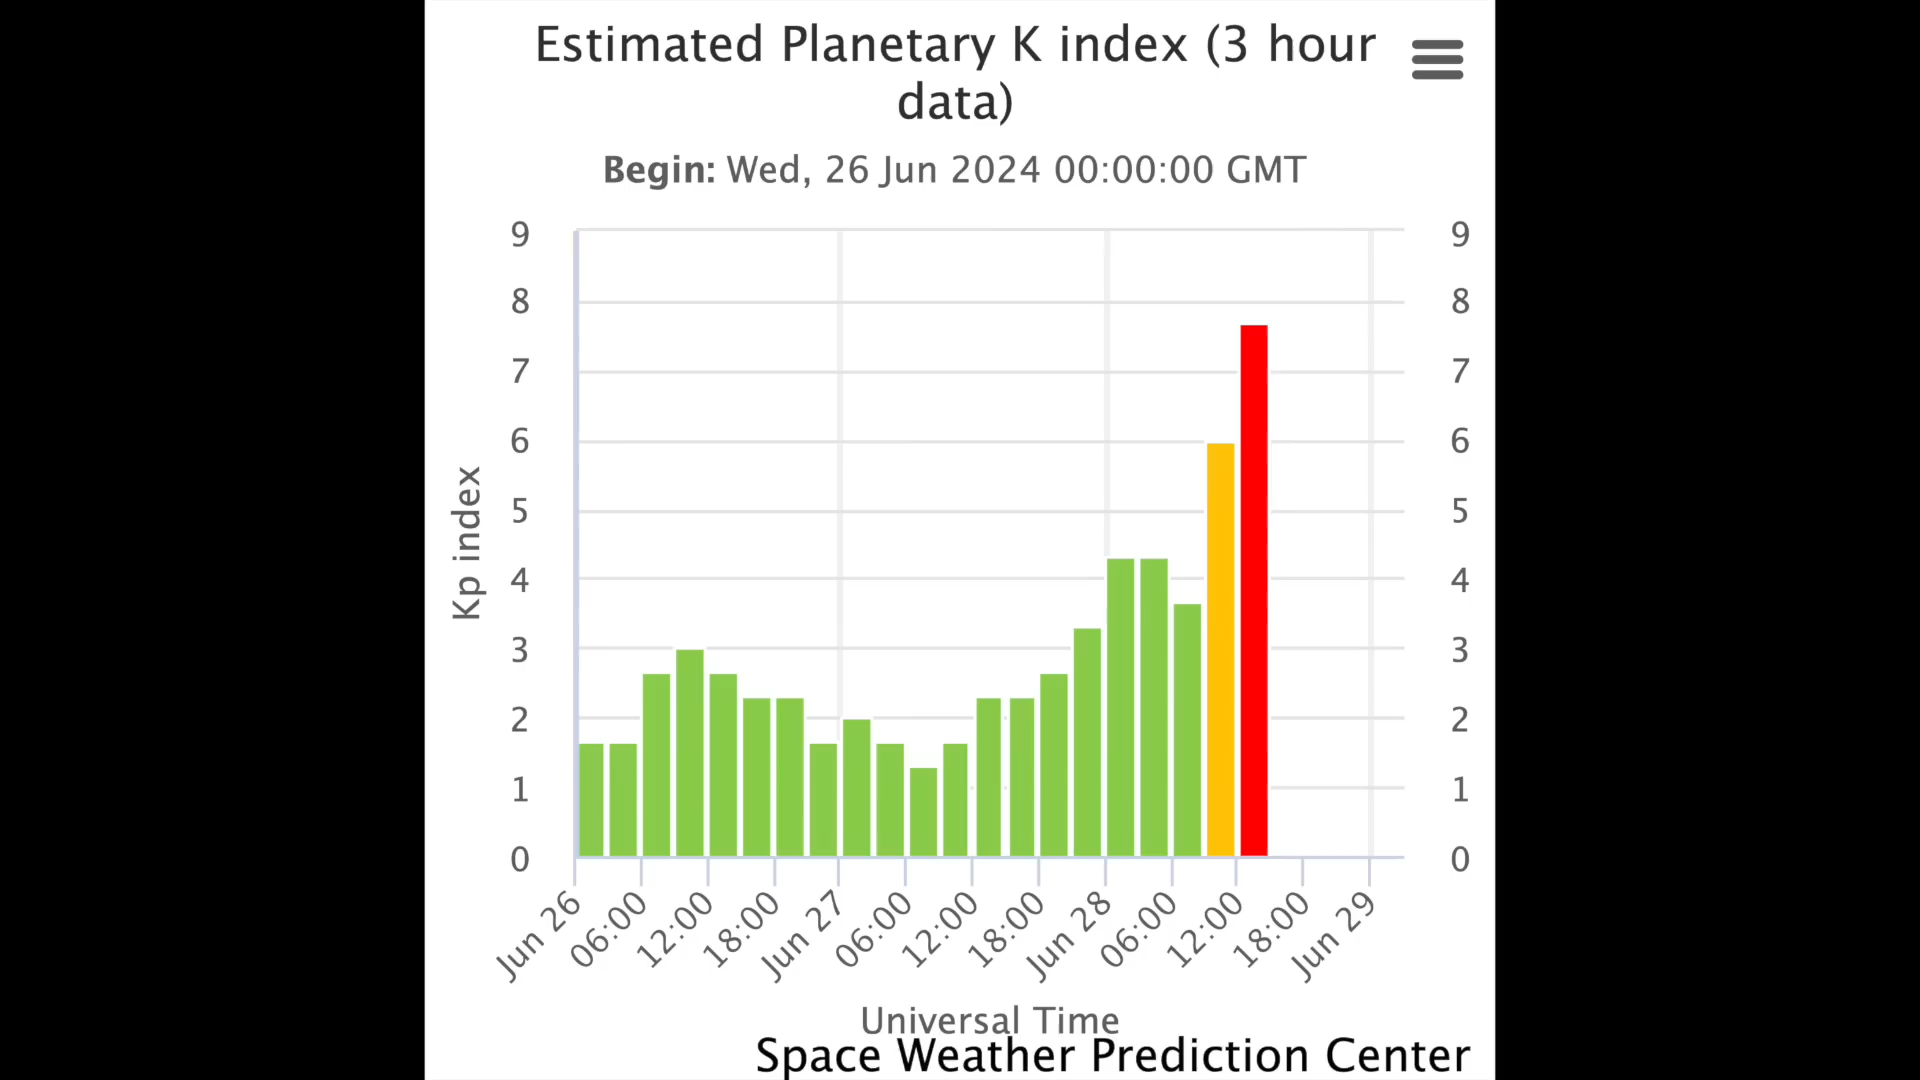 Estimated Planetary K index (3 hour
data)
Begin: Wed, 26 Jun 2024 00:00:00 GMT
9 9
8 8
7 7
6 6
5 5
4 4
3 3
2 2
1 1
0 0
Kp index
Jun 26 06:00 12:00 18:00 Jun 27 06:00 12:00 18:00 Jun 28 06:00 12:00 18:00 Jun 29
Universal Time
Space Weather Prediction Center